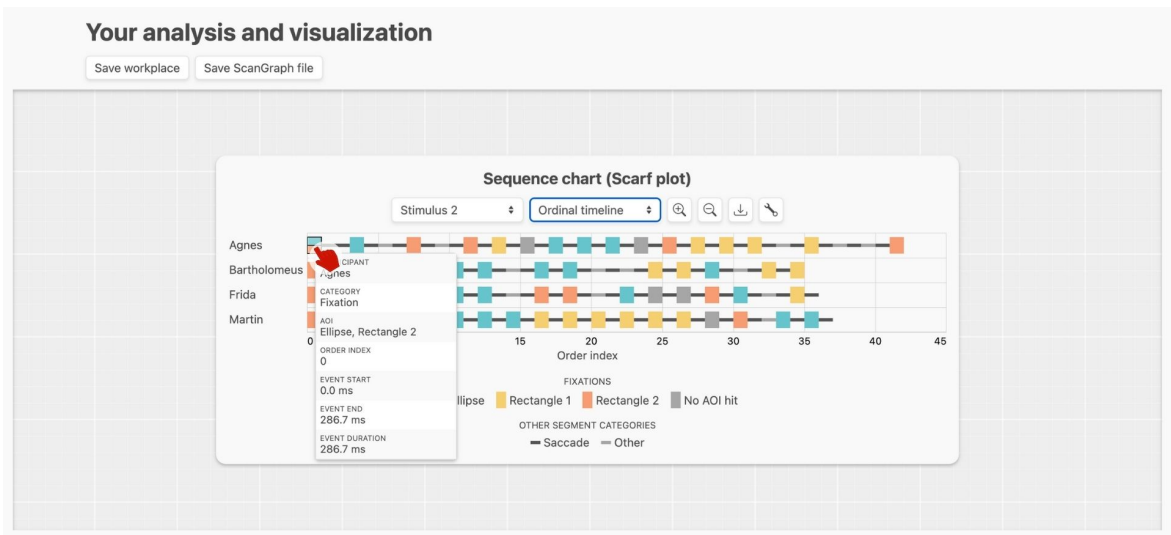 Your analysis and visualization
Save workplace Save ScanGraph file
Sequence chart (Scarf plot)
Stimulus 2 Ordinal timeline
Agnes
Bartholomeus
Frida
Martin
CIPANT
Agnes
CATEGORY
Fixation
AOI
Ellipse, Rectangle 2
ORDER INDEX
0
EVENT START
0.0 ms
EVENT END
286.7 ms
EVENT DURATION
286.7 ms
0 15 20 25 30 35 40 45
Order index
FIXATIONS
llipse Rectangle 1 Rectangle 2 No AOI hit
OTHER SEGMENT CATEGORIES
Saccade Other